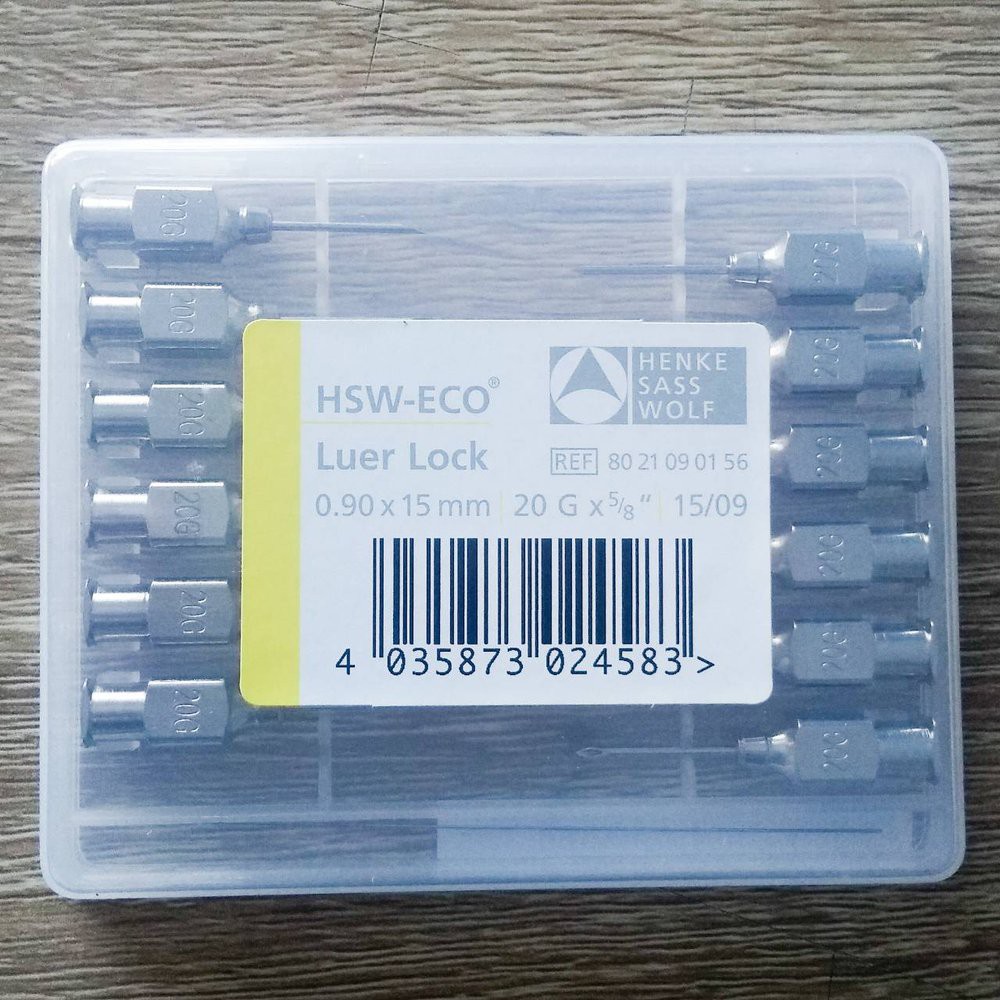 HSW-ECO®
HENKE
SASS
WOLF
Luer Lock
REF 80 21 09 01 56
0.90 x 15 mm 20 G x 5/8 “ 15/09
4 035873 024583 >
20G
20G
20G
20G
20G
20G
20G
20G
20G
20G
20G
20G